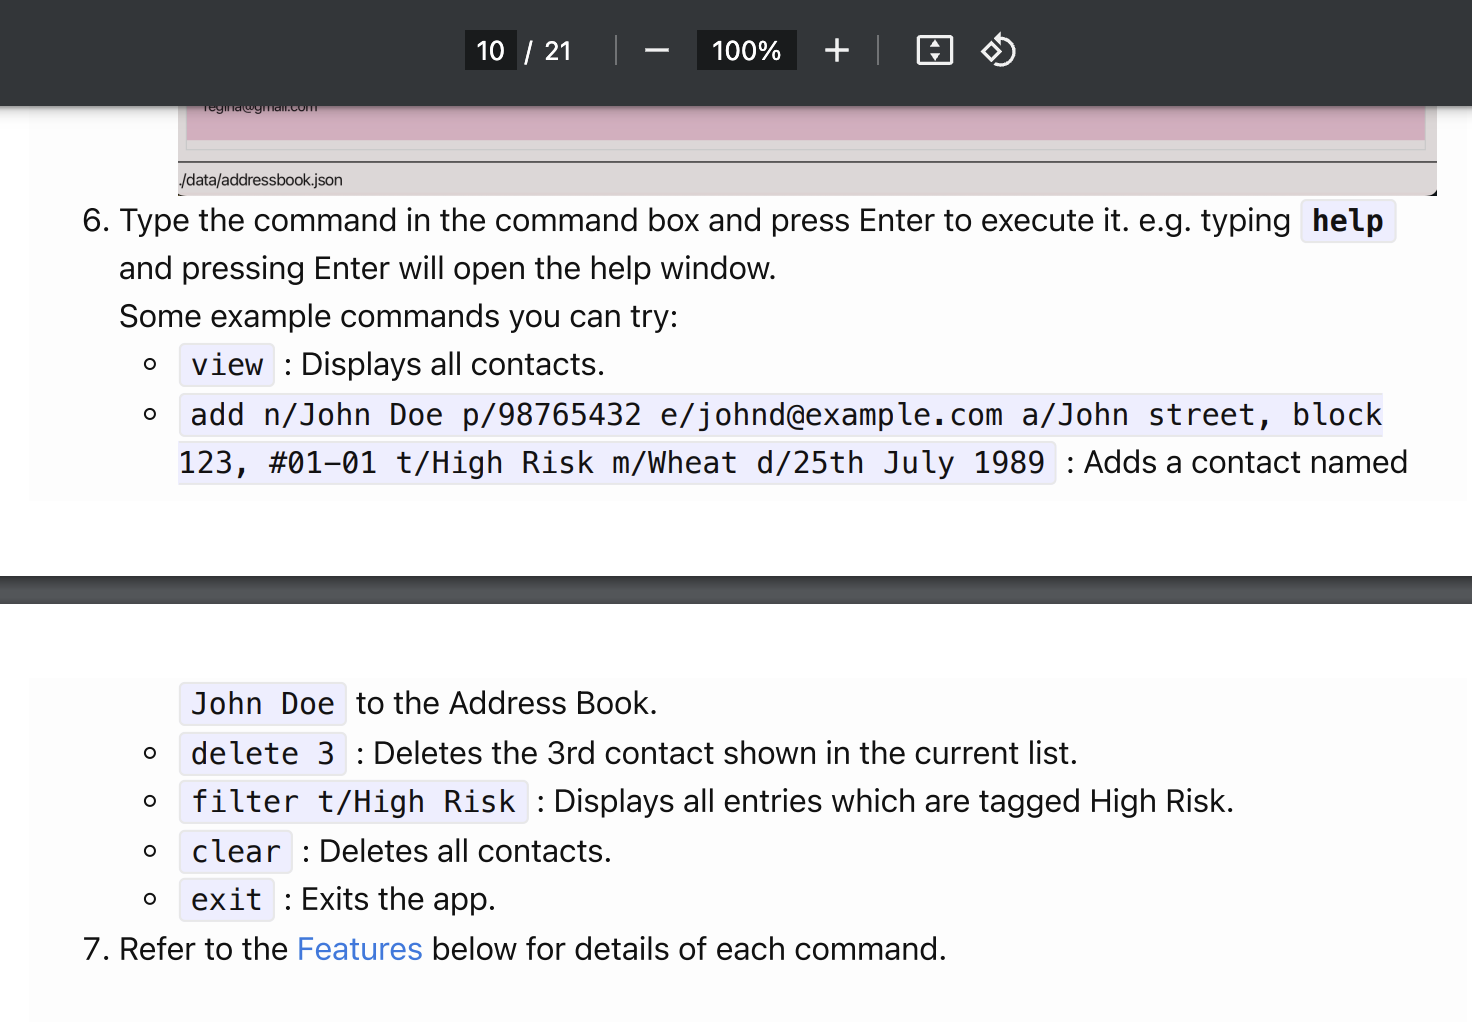 10 / 21
100%
regina@gmail.com
./data/addressbook.json
6. Type the command in the command box and press Enter to execute it. e.g. typing help
and pressing Enter will open the help window.
Some example commands you can try:
view : Displays all contacts.
add n/John Doe p/98765432 e/johnd@example.com a/John street, block
123, #01-01 t/High Risk m/Wheat d/25th July 1989 : Adds a contact named
John Doe to the Address Book.
delete 3 : Deletes the 3rd contact shown in the current list.
filter t/High Risk : Displays all entries which are tagged High Risk.
clear : Deletes all contacts.
exit : Exits the app.
7. Refer to the Features below for details of each command.